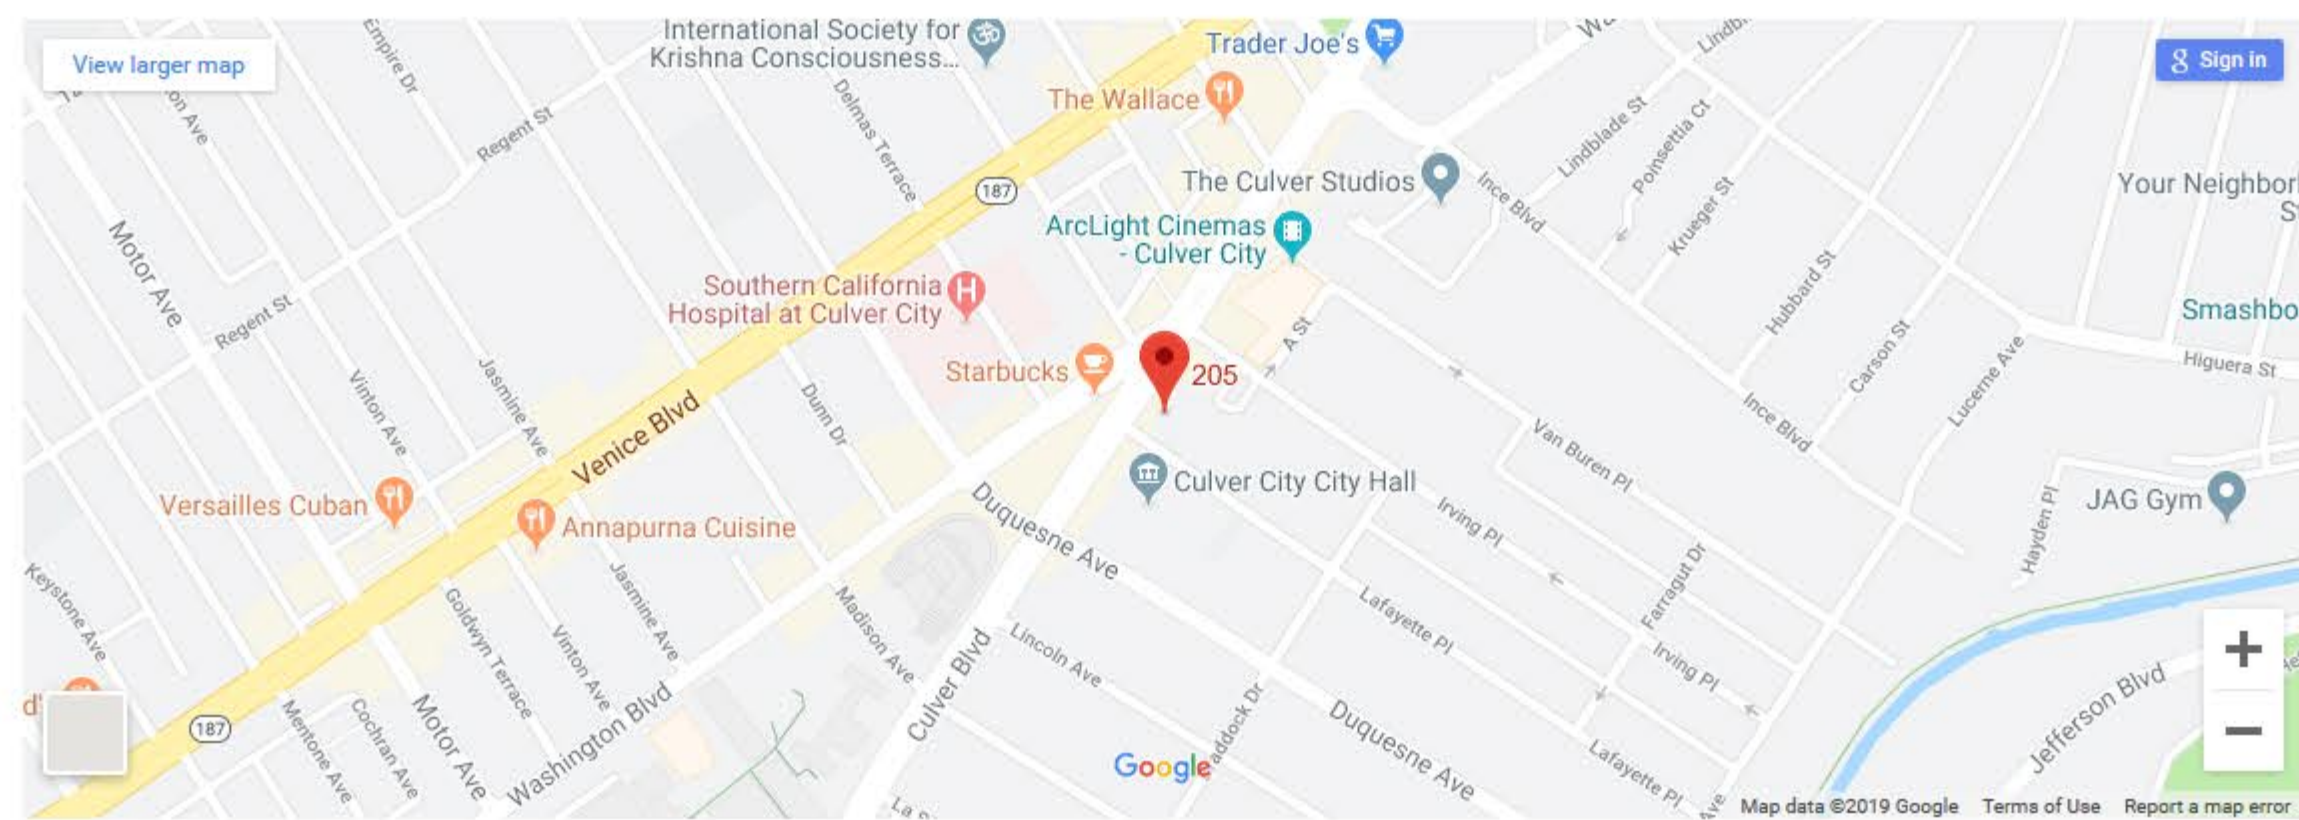 View larger map
International Society for
Krishna Consciousness...
Trader Joe's
Sign in
Empire Dr
Regent St
Delmas Terrace
The Wallace
Lindblade St
Poinsettia Ct
187
The Culver Studios
Ince Blvd
Krueger St
Your Neighbor
Motor Ave
ArcLight Cinemas
- Culver City
Hubbard St
Southern California
Hospital at Culver City
Regent St
A St
Smashbo
Starbucks
205
Carson St
Lucerne Ave
Higuera St
Vinton Ave
Jasmine Ave
Venice Blvd
Dunn Dr
Ince Blvd
Van Buren Pl
Versailles Cuban
Annapurna Cuisine
Duquesne Ave
Culver City City Hall
Irving Pl
Hayden Pl
JAG Gym
Keystone Ave
Goldwyn Terrace
Vinton Ave
Jasmine Ave
Madison Ave
Lincoln Ave
Lafayette Pl
Farragut Dr
Irving Pl
187
Mentone Ave
Cochran Ave
Motor Ave
Washington Blvd
Culver Blvd
Google
addock Dr
Duquesne Ave
Lafayette Pl
Jefferson Blvd
Ave
Map data ©2019 Google Terms of Use Report a map error